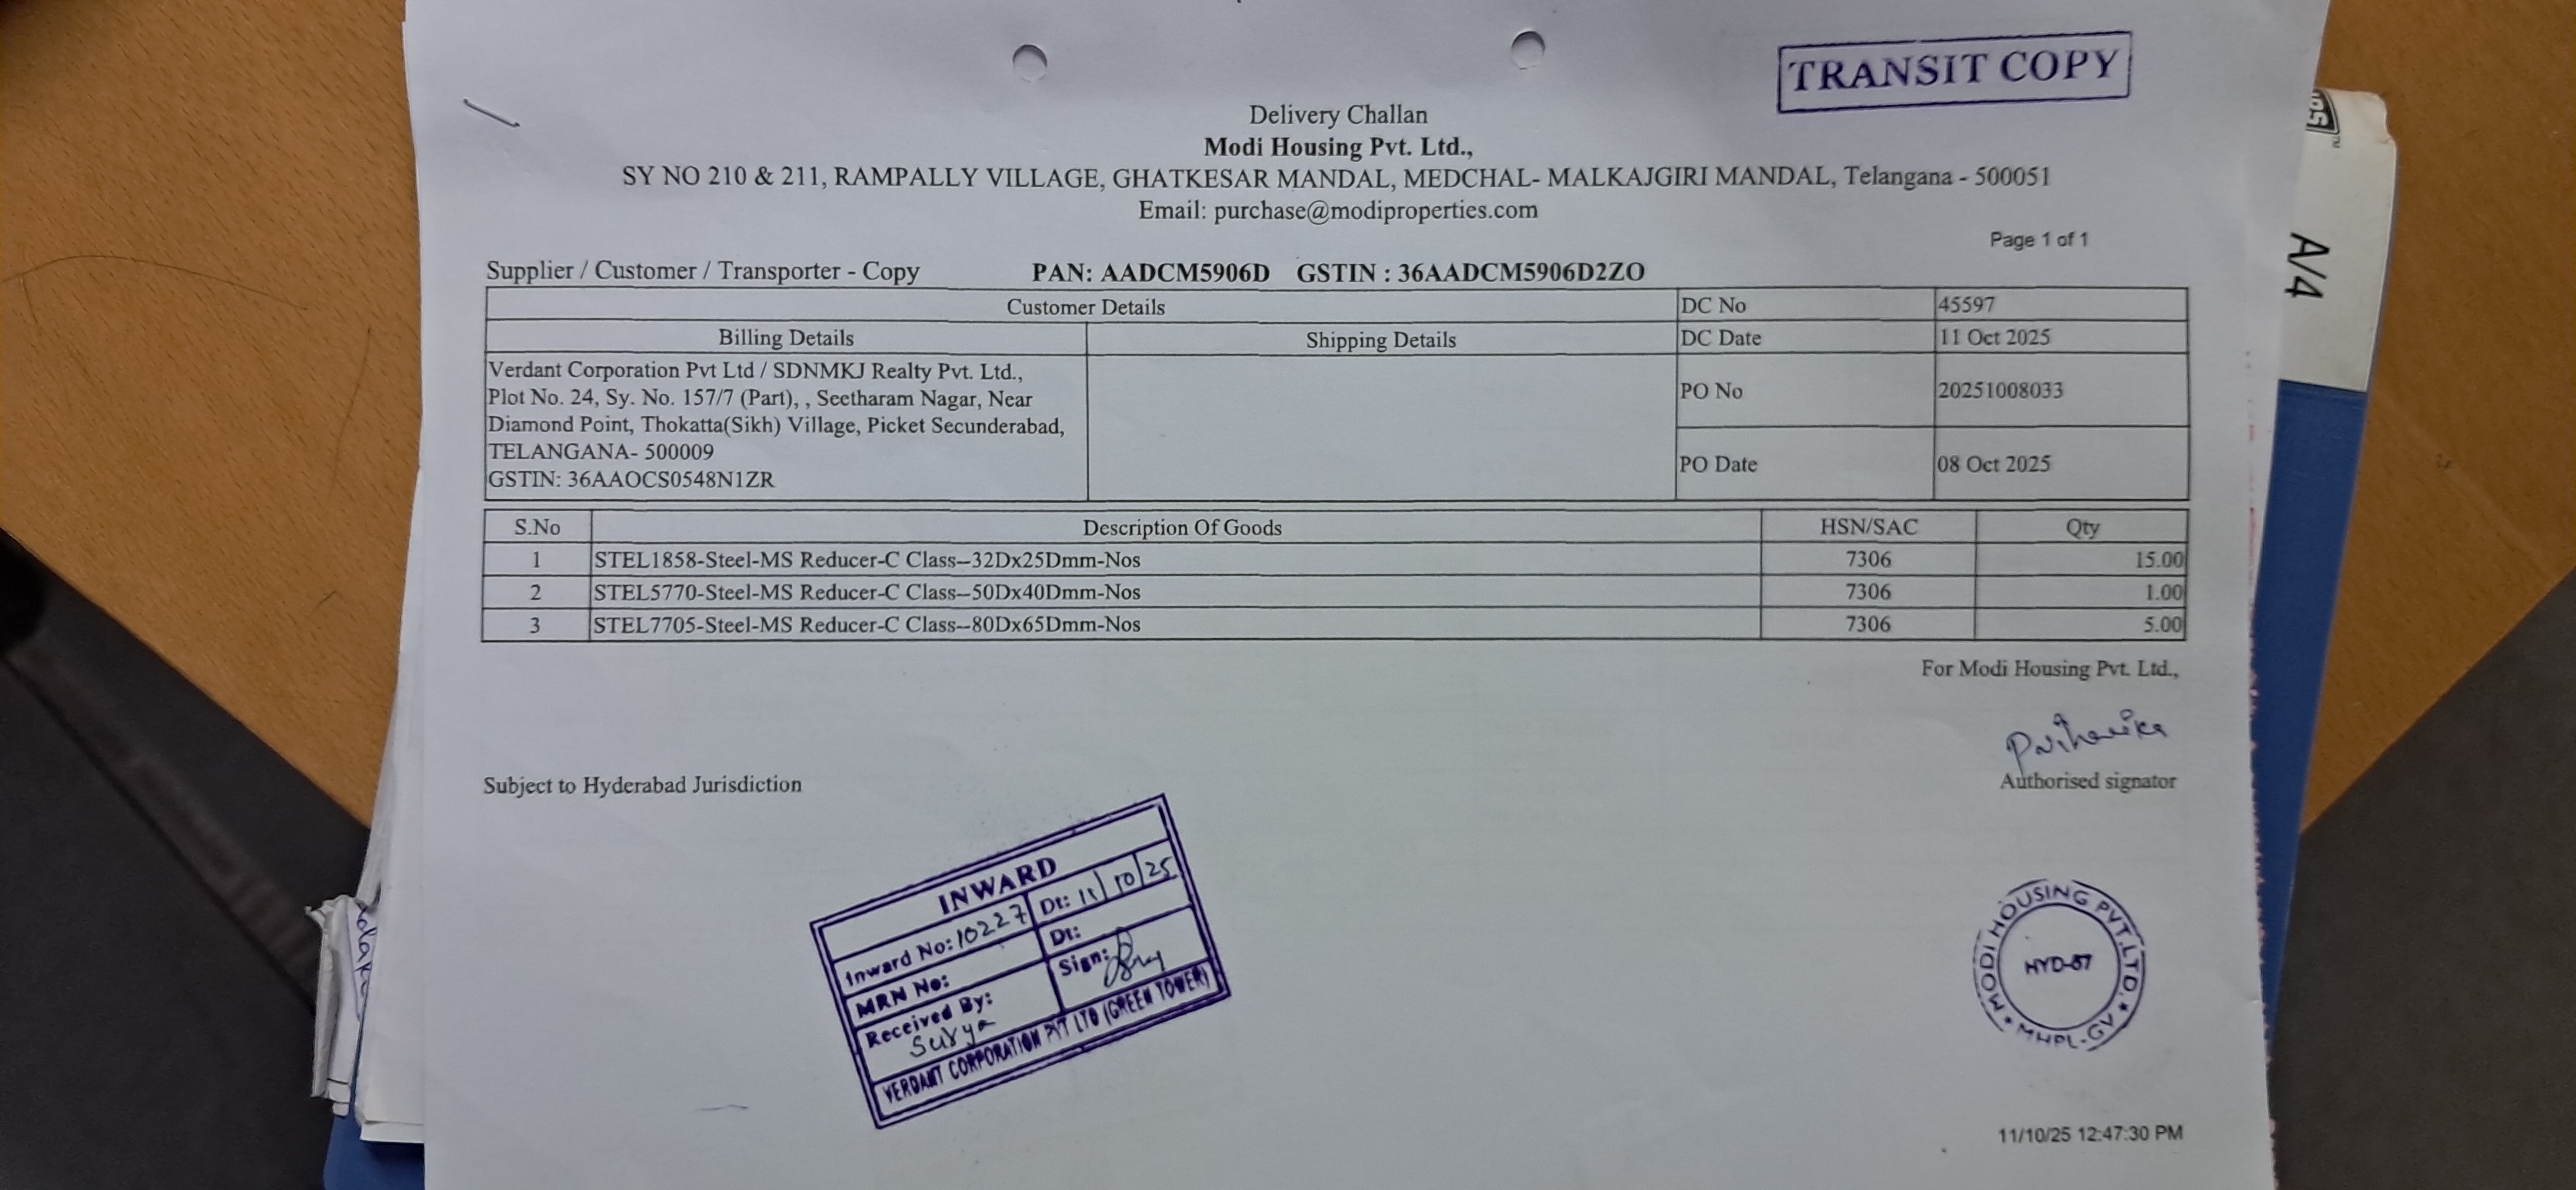 TRANSIT COPY
Delivery Challan
Modi Housing Pvt. Ltd.,
SY NO 210 & 211, RAMPALLY VILLAGE, GHATKESAR MANDAL, MEDCHAL- MALKAJGIRI MANDAL, Telangana - 500051
Email: purchase@modiproperties.com
Page 1 of 1
Supplier / Customer / Transporter - Copy PAN: AADCM5906D GSTIN : 36AADCM5906D2ZO
Customer Details
DC No 45597
Billing Details Shipping Details DC Date 11 Oct 2025
Verdant Corporation Pvt Ltd / SDNMKJ Realty Pvt. Ltd.,
Plot No. 24, Sy. No. 157/7 (Part), , Seetharam Nagar, Near
Diamond Point, Thokatta(Sikh) Village, Picket Secunderabad,
TELANGANA- 500009
GSTIN: 36AAOCS0548N1ZR
PO No 20251008033
PO Date 08 Oct 2025
S.No Description Of Goods HSN/SAC Qty
1 STEL1858-Steel-MS Reducer-C Class--32Dx25Dmm-Nos 7306 15.00
2 STEL5770-Steel-MS Reducer-C Class--50Dx40Dmm-Nos 7306 1.00
3 STEL7705-Steel-MS Reducer-C Class--80Dx65Dmm-Nos 7306 5.00
For Modi Housing Pvt. Ltd.,
Authorised signator
Subject to Hyderabad Jurisdiction
INWARD
Inward No: 10227 Dt: 11/10/25
MRN No: Dt:
Received By: Sign:
Surya
VERDANT CORPORATION PVT LTD (GREEN TOWER)
MODI HOUSING PVT.LTD.
HYD-87
MHPL-GV
11/10/25 12:47:30 PM
A/4